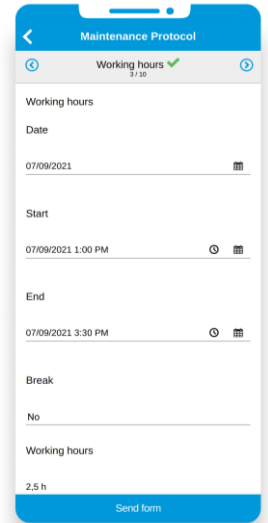 Maintenance Protocol
Working hours
3 / 10
Working hours
Date
07/09/2021
Start
07/09/2021 1:00 PM
End
07/09/2021 3:30 PM
Break
No
Working hours
2,5 h
Send form